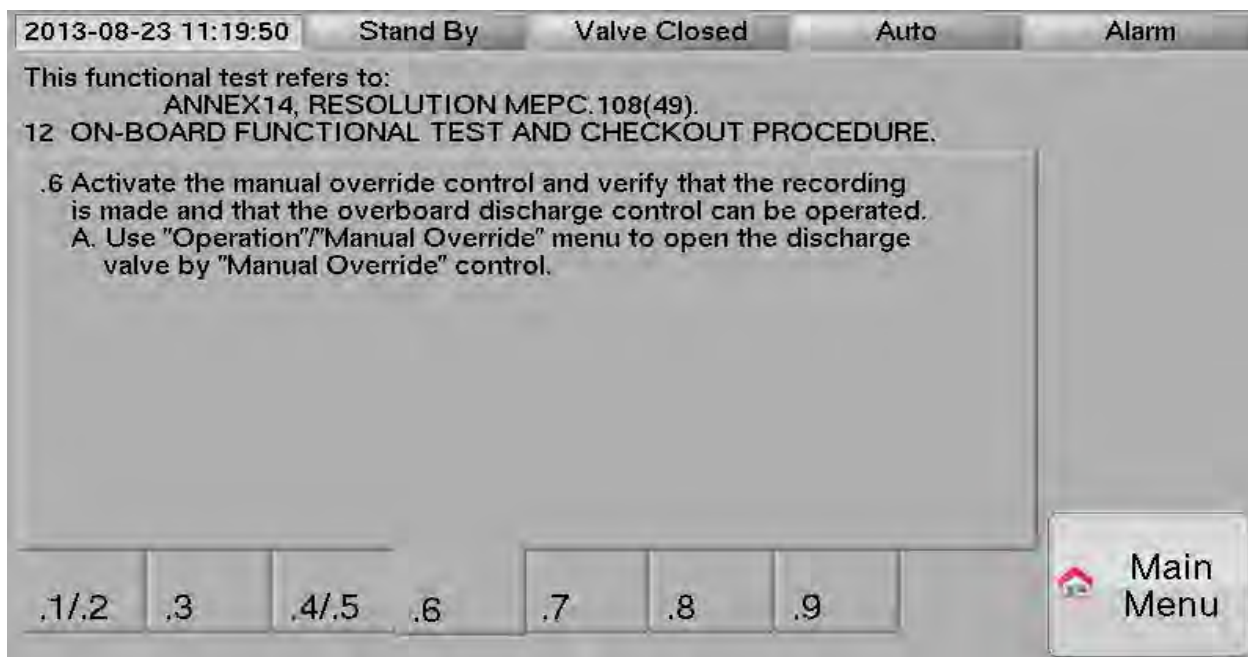 2013-08-23 11:19:50 Stand By Valve Closed Auto Alarm
This functional test refers to:
ANNEX14, RESOLUTION MEPC.108(49).
12 ON-BOARD FUNCTIONAL TEST AND CHECKOUT PROCEDURE.
.6 Activate the manual override control and verify that the recording
is made and that the overboard discharge control can be operated.
A. Use "Operation"/"Manual Override" menu to open the discharge
valve by "Manual Override" control.
.1/.2 .3 .4/.5 .6 .7 .8 .9
Main
Menu